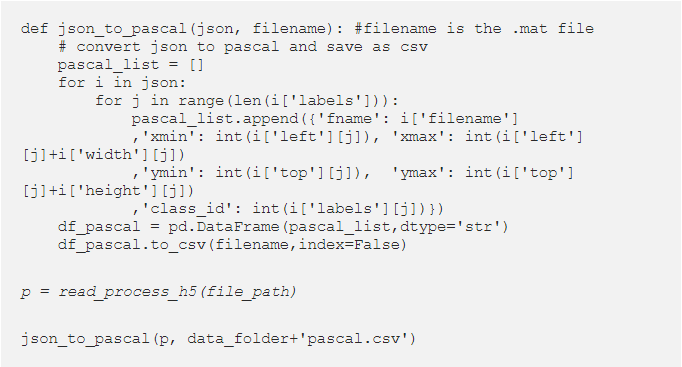 def json_to_pascal(json, filename): #filename is the .mat file
    # convert json to pascal and save as csv
    pascal_list = []
    for i in json:
        for j in range(len(i['labels'])):
            pascal_list.append({'fname': i['filename']
            ,'xmin': int(i['left'][j]), 'xmax': int(i['left']
[j]+i['width'][j])
            ,'ymin': int(i['top'][j]),  'ymax': int(i['top']
[j]+i['height'][j])
            ,'class_id': int(i['labels'][j])})
    df_pascal = pd.DataFrame(pascal_list,dtype='str')
    df_pascal.to_csv(filename,index=False)
p = read_process_h5(file_path)
json_to_pascal(p, data_folder+'pascal.csv')